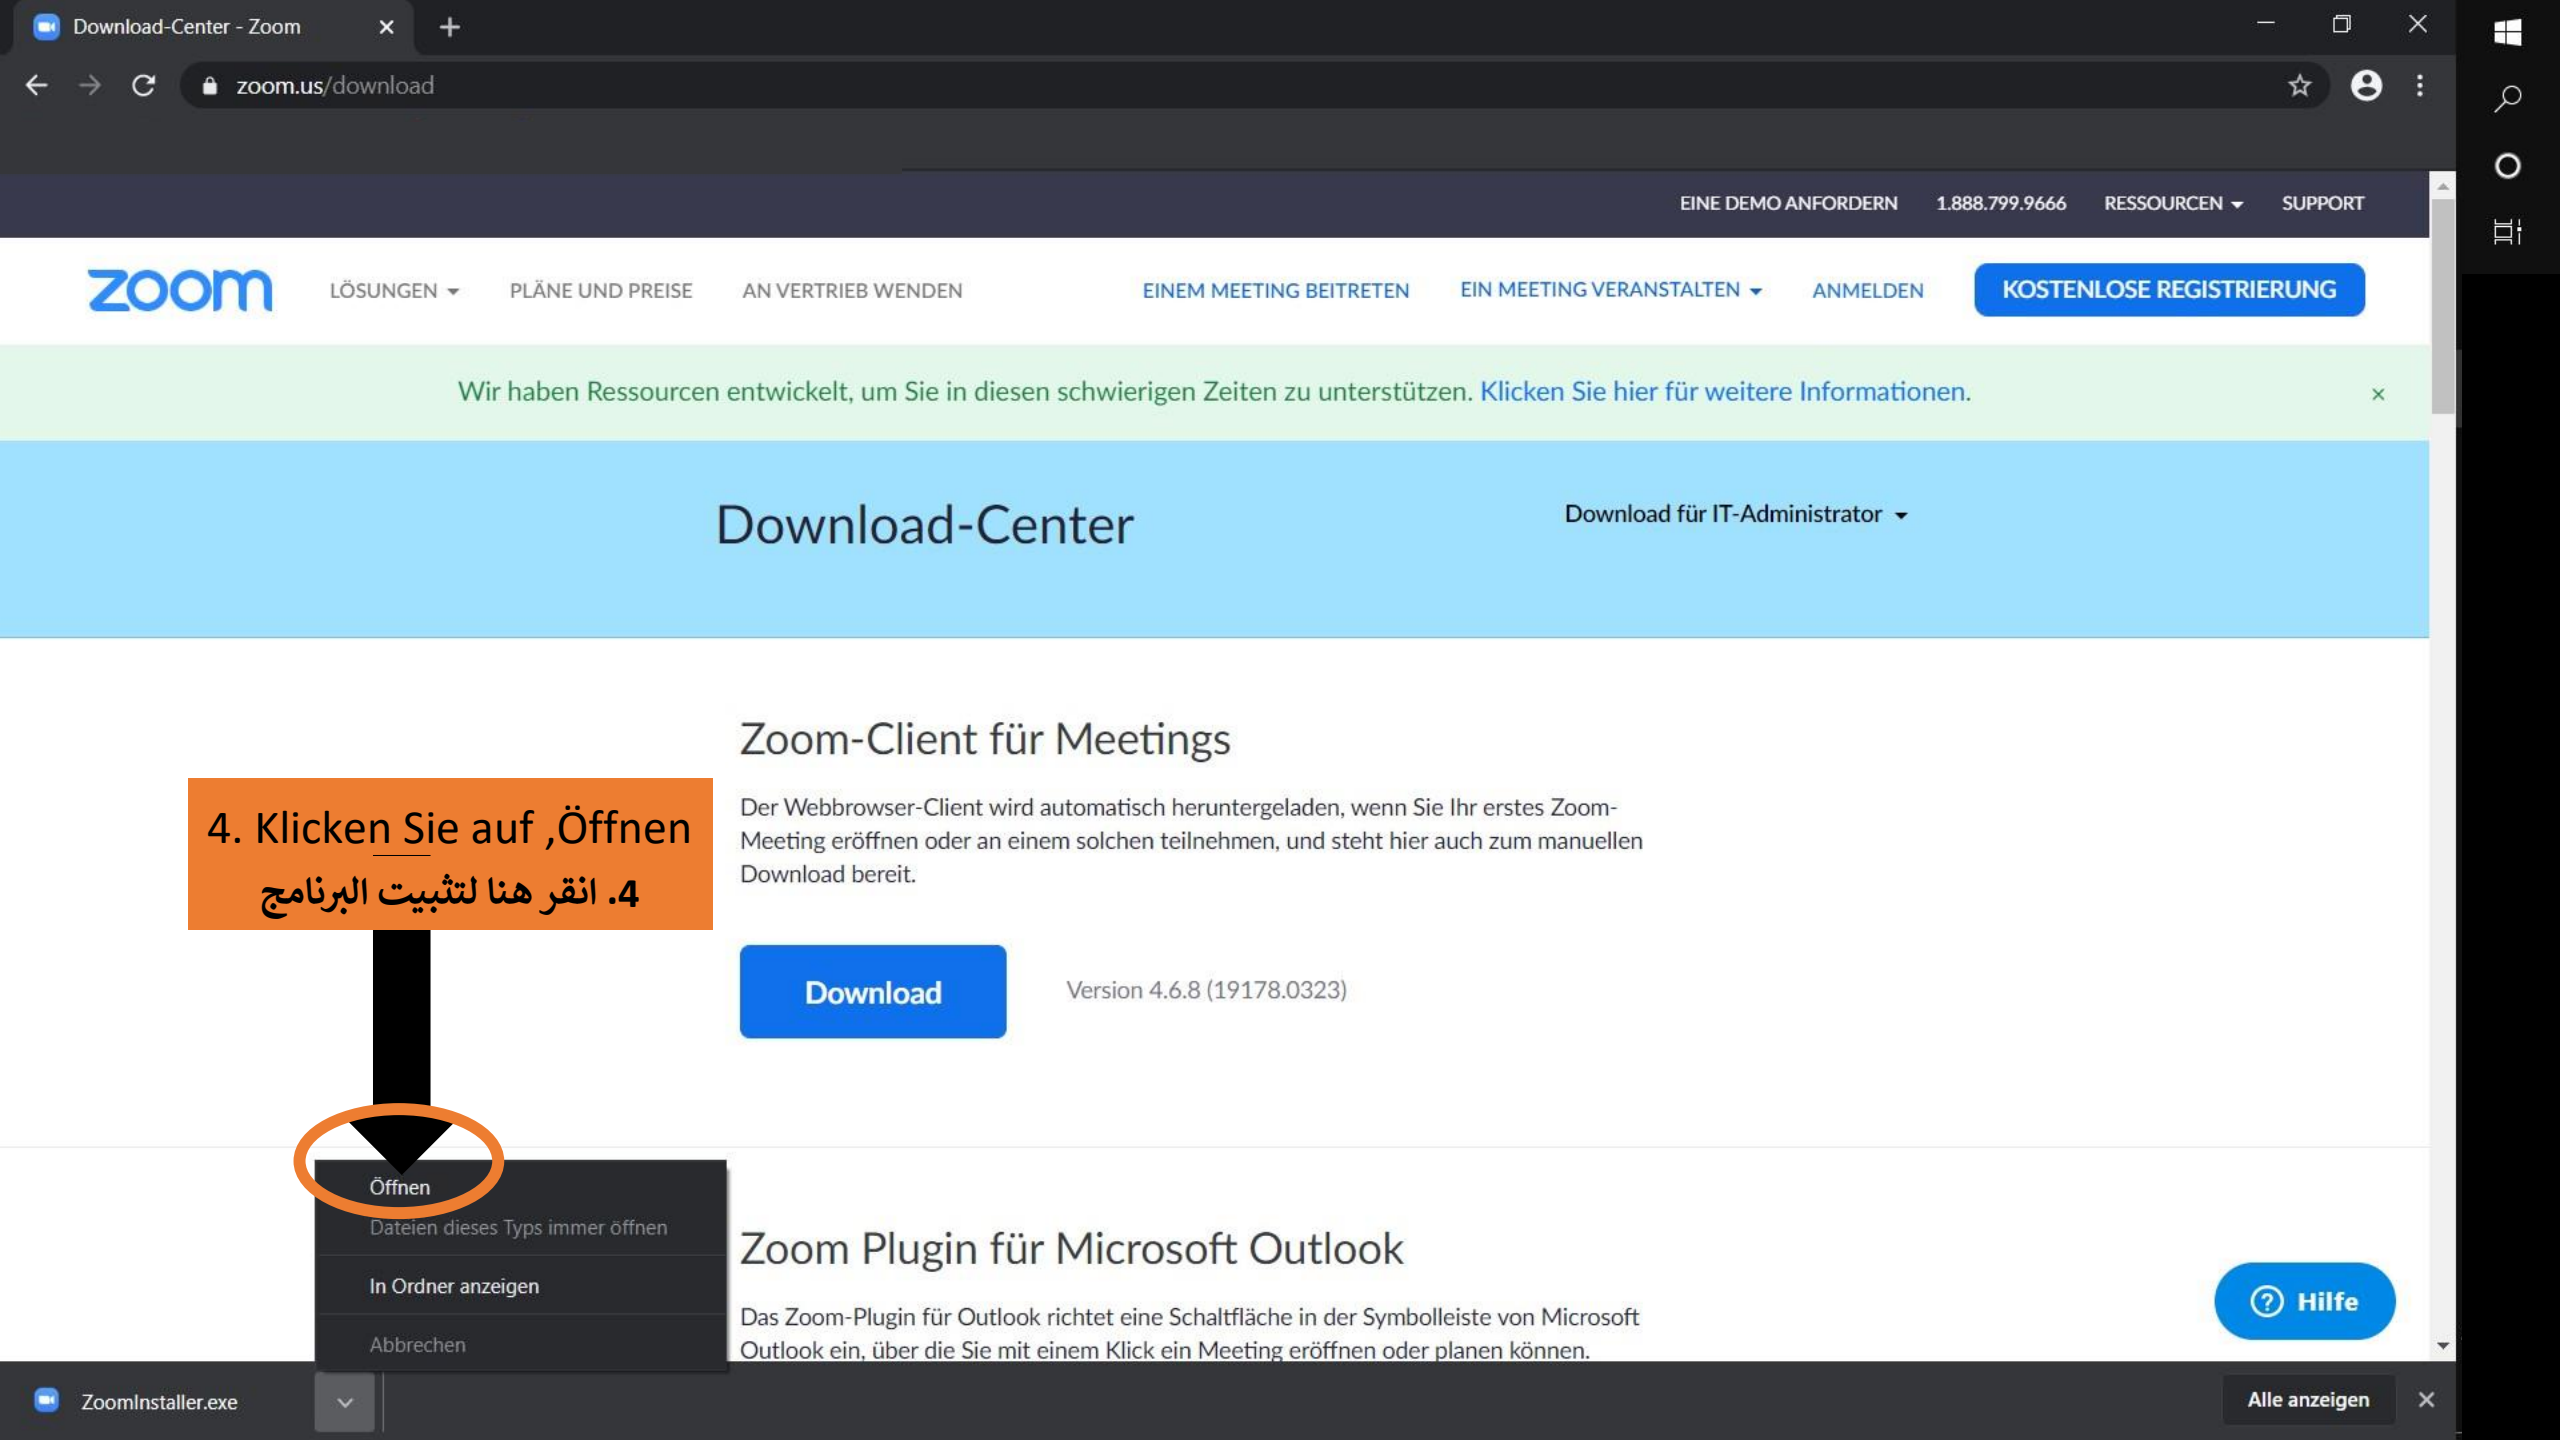 Download-Center - Zoom
zoom.us/download
EINE DEMO ANFORDERN 1.888.799.9666 RESSOURCEN SUPPORT
zoom LÖSUNGEN PLÄNE UND PREISE AN VERTRIEB WENDEN EINEM MEETING BEITRETEN EIN MEETING VERANSTALTEN ANMELDEN KOSTENLOSE REGISTRIERUNG
Wir haben Ressourcen entwickelt, um Sie in diesen schwierigen Zeiten zu unterstützen. Klicken Sie hier für weitere Informationen.
Download-Center
Download für IT-Administrator
Zoom-Client für Meetings
Der Webbrowser-Client wird automatisch heruntergeladen, wenn Sie Ihr erstes Zoom-
Meeting eröffnen oder an einem solchen teilnehmen, und steht hier auch zum manuellen
Download bereit.
4. Klicken Sie auf ,Öffnen
4. انقر هنا لتثبيت البرنامج
Download
Version 4.6.8 (19178.0323)
Öffnen
Dateien dieses Typs immer öffnen
In Ordner anzeigen
Abbrechen
Zoom Plugin für Microsoft Outlook
Das Zoom-Plugin für Outlook richtet eine Schaltfläche in der Symbolleiste von Microsoft
Outlook ein, über die Sie mit einem Klick ein Meeting eröffnen oder planen können.
Hilfe
ZoomInstaller.exe
Alle anzeigen